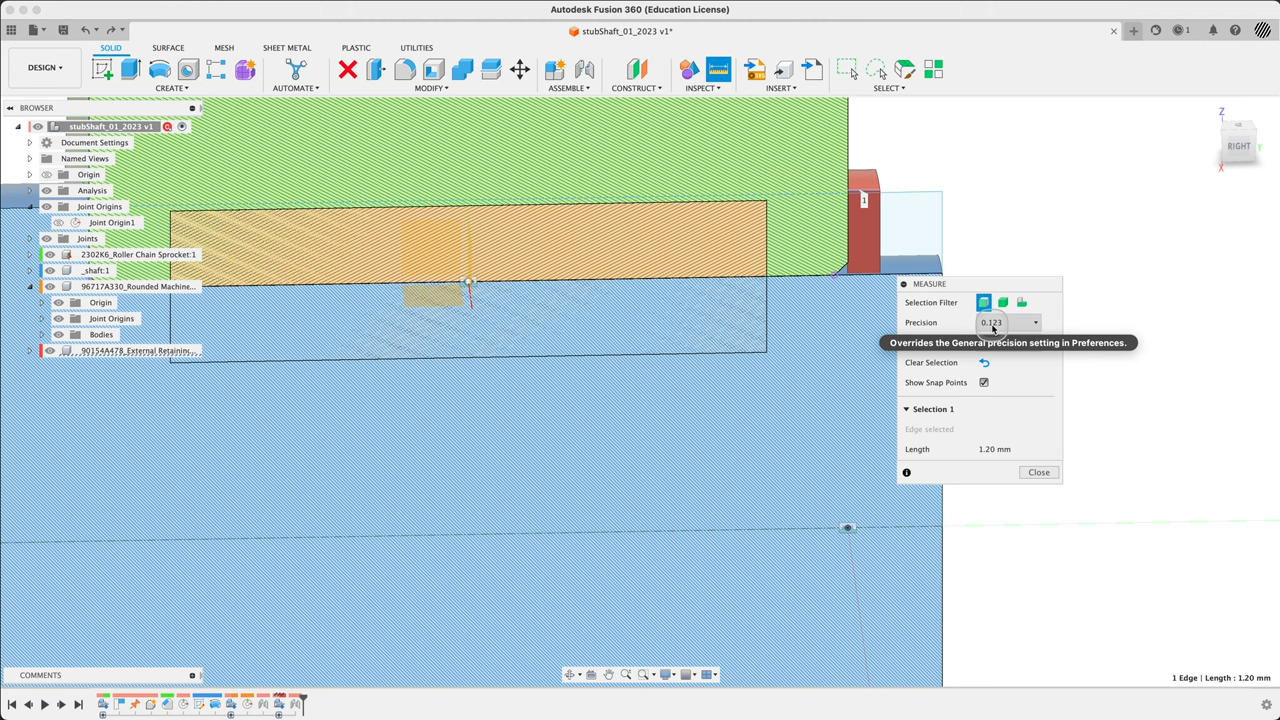 Autodesk Fusion 360 (Education License)
stubShaft_01_2023 v1*
1
SOLID SURFACE MESH SHEET METAL PLASTIC UTILITIES
DESIGN
CREATE AUTOMATE MODIFY ASSEMBLE CONSTRUCT INSPECT INSERT SELECT
BROWSER
stubShaft_01_2023 v1
Document Settings
Named Views
Origin
Analysis
Joint Origins
Joint Origin1
Joints
2302K6_Roller Chain Sprocket:1
_shaft:1
96717A330_Rounded Machine...
Origin
Joint Origins
Bodies
90154A478_External Retaining...
Z
RIGHT
Y
X
1
MEASURE
Selection Filter
Precision 0.123
Overrides the General precision setting in Preferences.
Clear Selection
Show Snap Points
Selection 1
Edge selected
Length 1.20 mm
Close
COMMENTS
1 Edge | Length : 1.20 mm